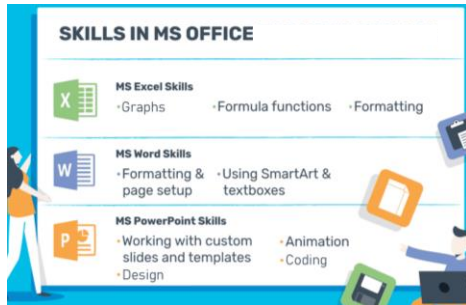 SKILLS IN MS OFFICE
X
MS Excel Skills
•Graphs •Formula functions •Formatting
W
MS Word Skills
•Formatting & page setup
•Using SmartArt & textboxes
P
MS PowerPoint Skills
•Working with custom slides and templates
•Animation
•Design
•Coding